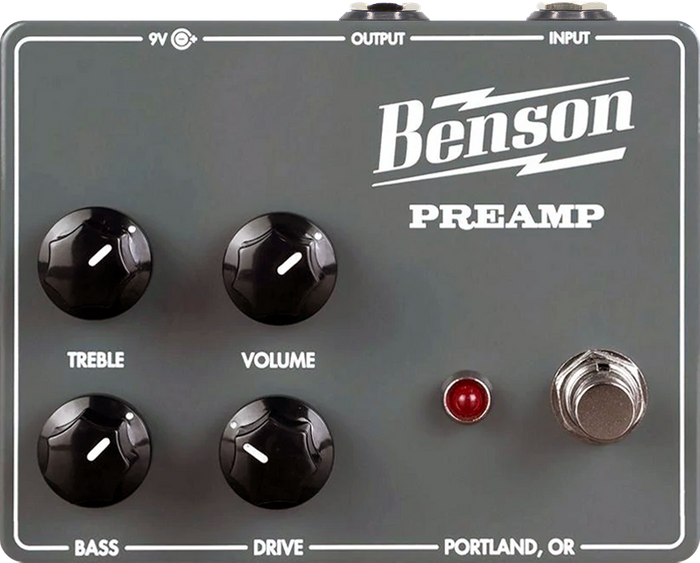 9V OUTPUT INPUT
Benson
PREAMP
TREBLE VOLUME
BASS DRIVE PORTLAND, OR